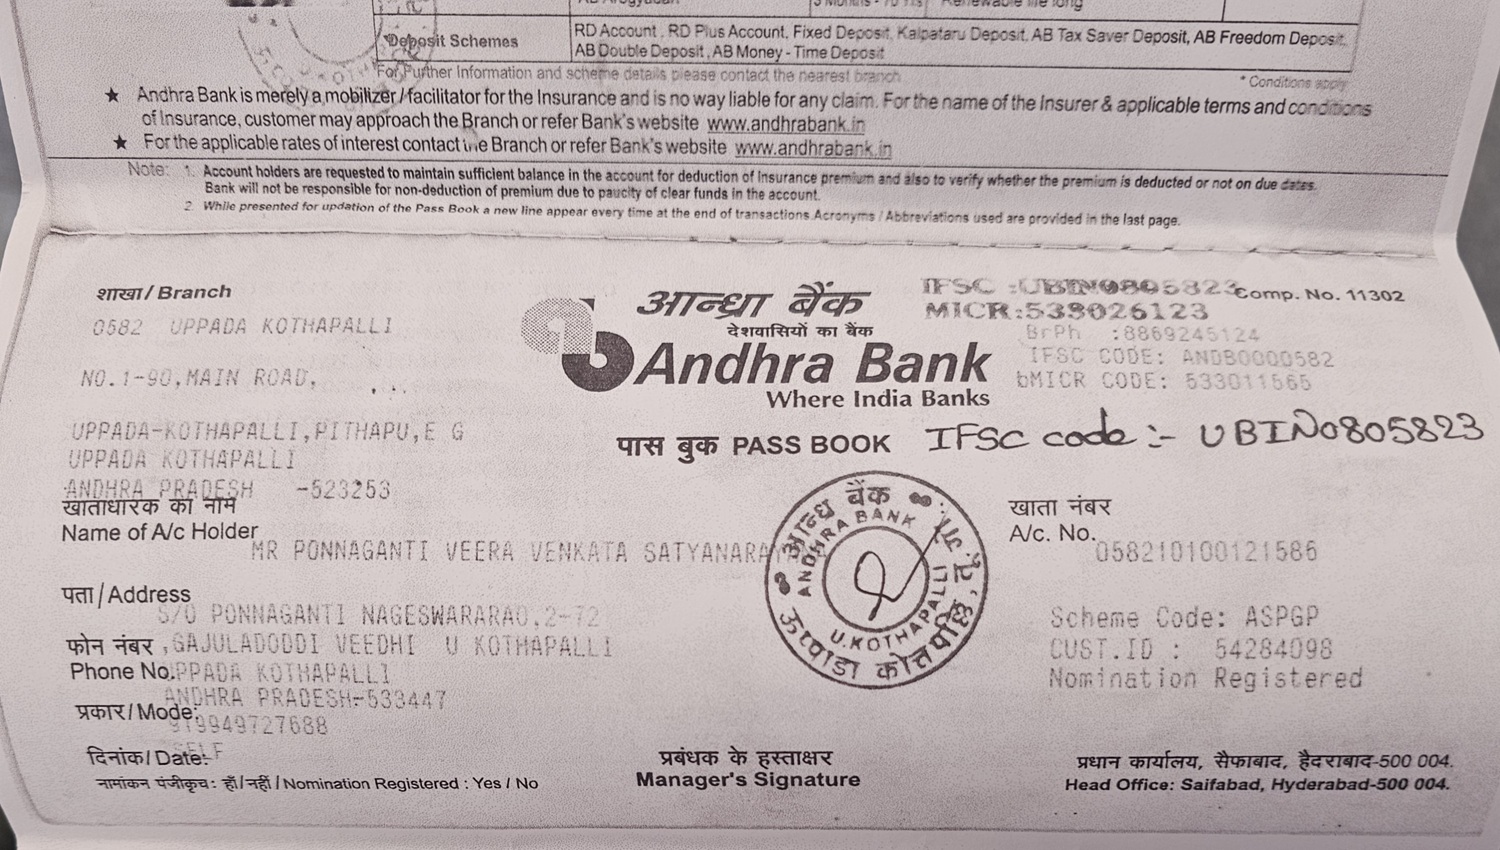 Deposit Schemes
RD Account , RD Plus Account, Fixed Deposit, Kalpataru Deposit, AB Tax Saver Deposit, AB Freedom Deposit,
AB Double Deposit, AB Money - Time Deposit
For Further Information and scheme details please contact the nearest branch
* Conditions apply
★ Andhra Bank is merely a mobilizer / facilitator for the Insurance and is no way liable for any claim. For the name of the Insurer & applicable terms and conditions
of Insurance, customer may approach the Branch or refer Bank's website www.andhrabank.in
★ For the applicable rates of interest contact the Branch or refer Bank's website www.andhrabank.in
Note: 1. Account holders are requested to maintain sufficient balance in the account for deduction of Insurance premium and also to verify whether the premium is deducted or not on due dates.
Bank will not be responsible for non-deduction of premium due to paucity of clear funds in the account.
2. While presented for updation of the Pass Book a new line appear every time at the end of transactions. Acronyms / Abbreviations used are provided in the last page.
शाखा / Branch
0582 UPPADA KOTHAPALLI
NO.1-90,MAIN ROAD,
UPPADA-KOTHAPALLI,PITHAPU,E G
UPPADA KOTHAPALLI
ANDHRA PRADESH -523253
आन्ध्रा बैंक
देशवासियों का बैंक
Andhra Bank
Where India Banks
पास बुक PASS BOOK
IFSC :UBIN0805823
Comp. No. 11302
MICR:533026123
BrPh :8869245124
IFSC CODE: ANDB0000582
bMICR CODE: 533011565
IFSC code :- UBIN0805823
खाताधारक का नाम
Name of A/c Holder
MR PONNAGANTI VEERA VENKATA SATYANARAY
खाता नंबर
A/c. No.
058210100121586
पता / Address
S/O PONNAGANTI NAGESWARARAO,2-72
फोन नंबर ,GAJULADODDI VEEDHI U KOTHAPALLI
Phone No.PPADA KOTHAPALLI
ANDHRA PRADESH-533447
प्रकार / Mode:
919949727688
दिनांक / Date: SELF
नामांकन पंजीकृच: हाँ/नहीं / Nomination Registered : Yes / No
आन्ध्रा बैंक
ANDHRA BANK
U.KOTHAPALLI
Scheme Code: ASPGP
CUST.ID : 54284098
Nomination Registered
प्रबंधक के हस्ताक्षर
Manager's Signature
प्रधान कार्यालय, सैफाबाद, हैदराबाद-500 004.
Head Office: Saifabad, Hyderabad-500 004.